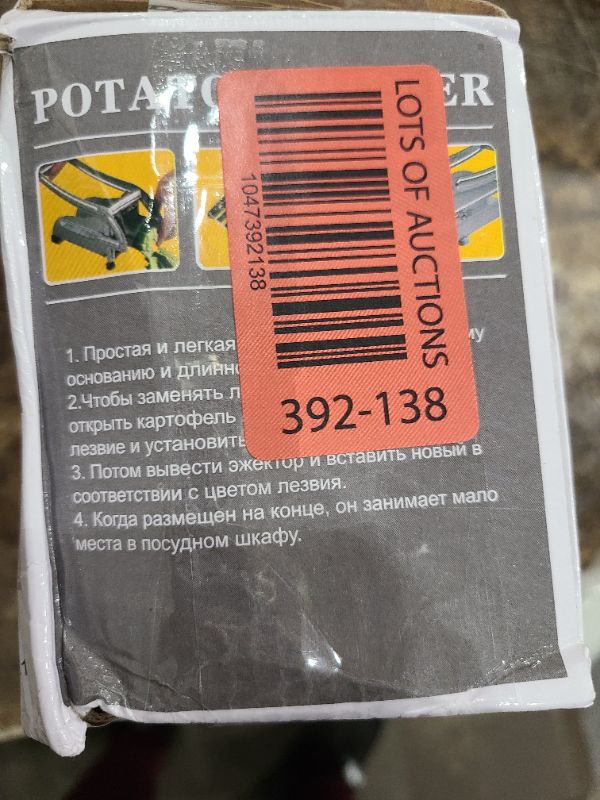 POTATO ER
LOTS OF AUCTIONS
1047392138
392-138
1. Простая и легкая
основанию и длинно
2.Чтобы заменять л
открыть картофель
лезвие и установить
3. Потом вывести эжектор и вставить новый в
соответствии с цветом лезвия.
4. Когда размещен на конце, он занимает мало
места в посудном шкафу.
1